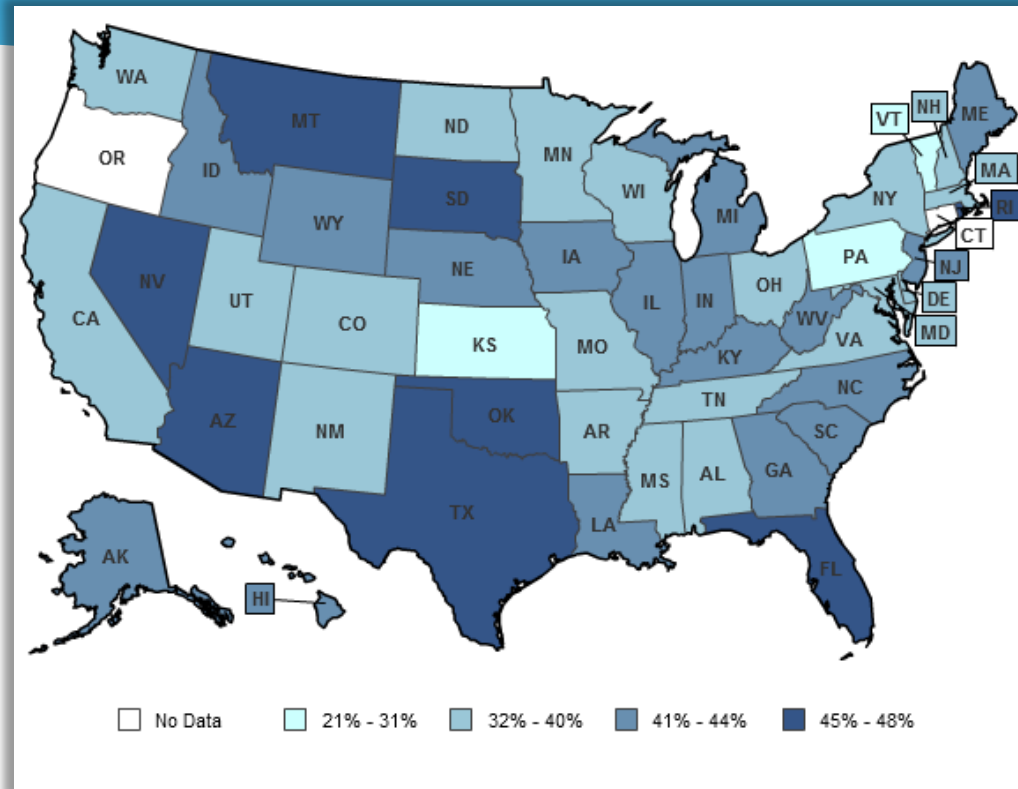 WA
MT
ND
OR
ID
MN
SD
WY
WI
MI
VT
NH
ME
MA
NY
RI
CT
NV
UT
CA
NE
IA
CO
KS
IL
IN
OH
PA
NJ
DE
MD
WV
VA
MO
KY
AZ
NM
OK
AR
TN
NC
SC
MS
AL
GA
TX
LA
FL
AK
HI
No Data
21% - 31%
32% - 40%
41% - 44%
45% - 48%